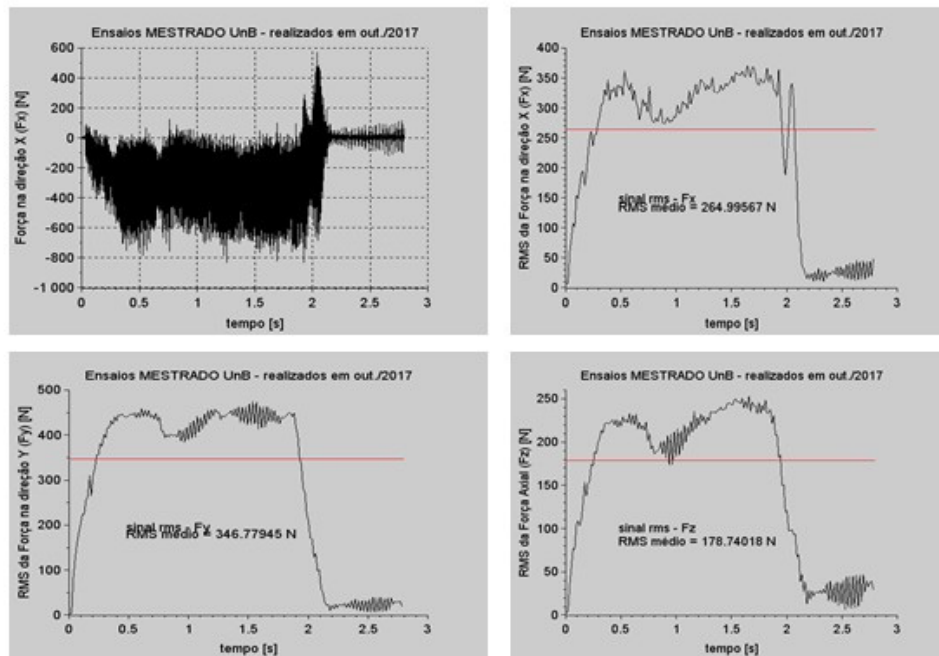 Ensaios MESTRADO UnB - realizados em out./2017
Força na direção X (Fx) [N]
600
400
200
0
-200
-400
-600
-800
-1 000
0 0.5 1 1.5 2 2.5 3
tempo [s]
Ensaios MESTRADO UnB - realizados em out./2017
RMS da Força na direção X (Fx) [N]
400
350
300
250
200
150
100
50
0
sinal rms - Fx
RMS médio = 264.99567 N
0 0.5 1 1.5 2 2.5 3
tempo [s]
Ensaios MESTRADO UnB - realizados em out./2017
RMS da Força na direção Y (Fy) [N]
500
400
300
200
100
0
sinal rms - Fy
RMS médio = 346.77945 N
0 0.5 1 1.5 2 2.5 3
tempo [s]
Ensaios MESTRADO UnB - realizados em out./2017
RMS da Força Axial (Fz) [N]
250
200
150
100
50
0
sinal rms - Fz
RMS médio = 178.74018 N
0 0.5 1 1.5 2 2.5 3
tempo [s]